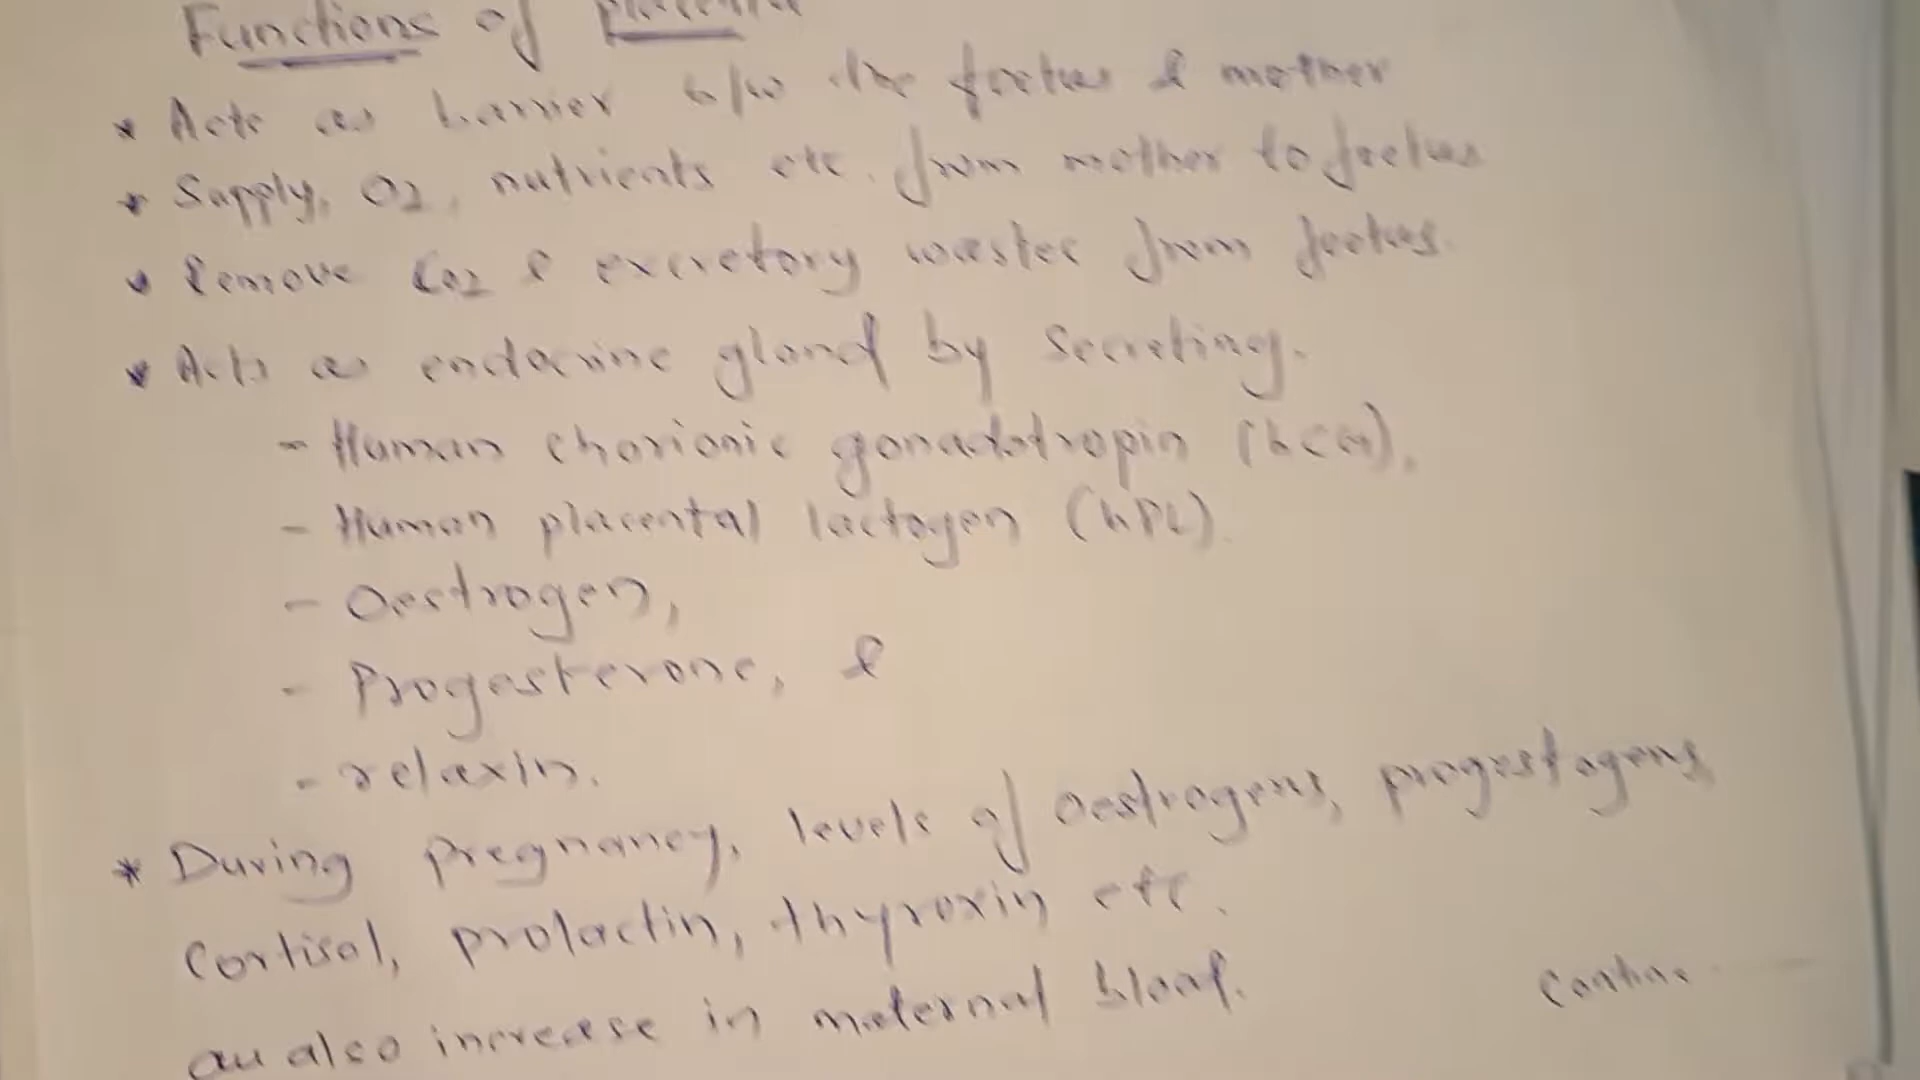 Functions of placenta
* Acts as barrier b/w the foetus & mother
* Supply, O2, nutrients etc. from mother to foetus
* Remove CO2 & excretory wastes from foetus.
* Acts as endocrine gland by secreting.
- Human chorionic gonadotropin (hCG),
- Human placental lactogen (hPL).
- Oestrogen,
- Progesterone, &
- relaxin.
* During pregnancy, levels of oestrogens, progestogens,
Cortisol, prolactin, thyroxin etc.
also increase in maternal blood.